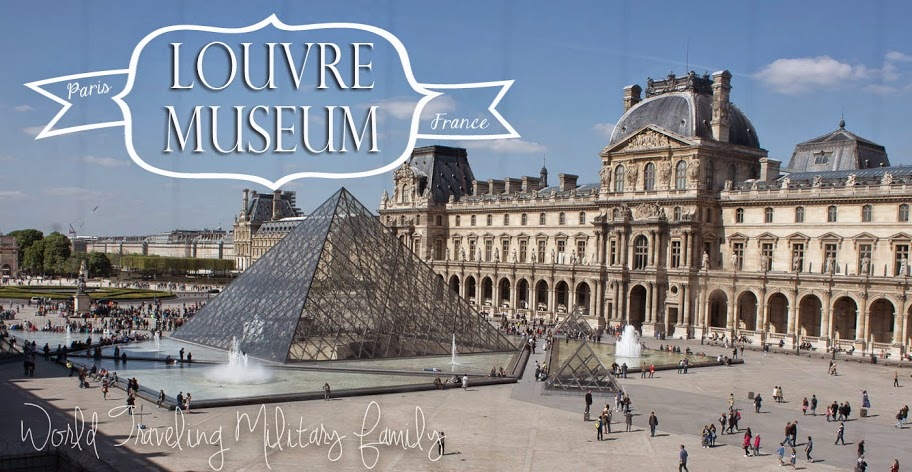 LOUVRE
MUSEUM
Paris
France
World Traveling Military Family